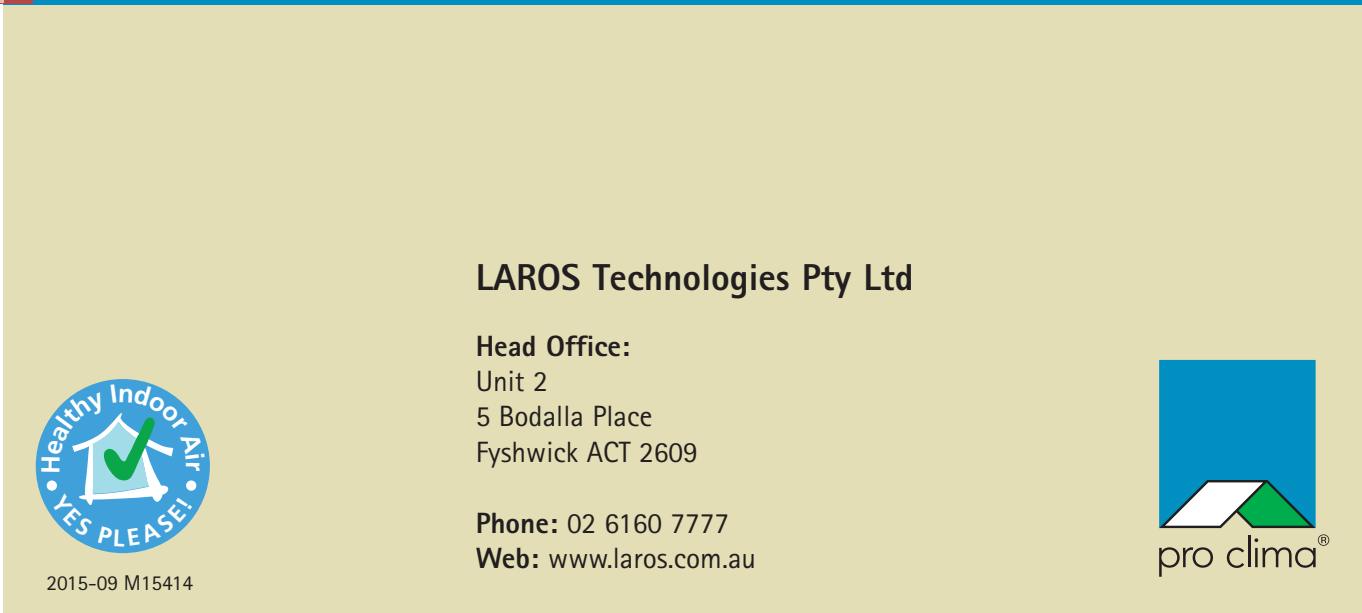 LAROS Technologies Pty Ltd
Head Office:
Unit 2
5 Bodalla Place
Fyshwick ACT 2609
Phone: 02 6160 7777
Web: www.laros.com.au
• Healthy Indoor Air •
YES PLEASE!
2015-09 M15414
pro clima®